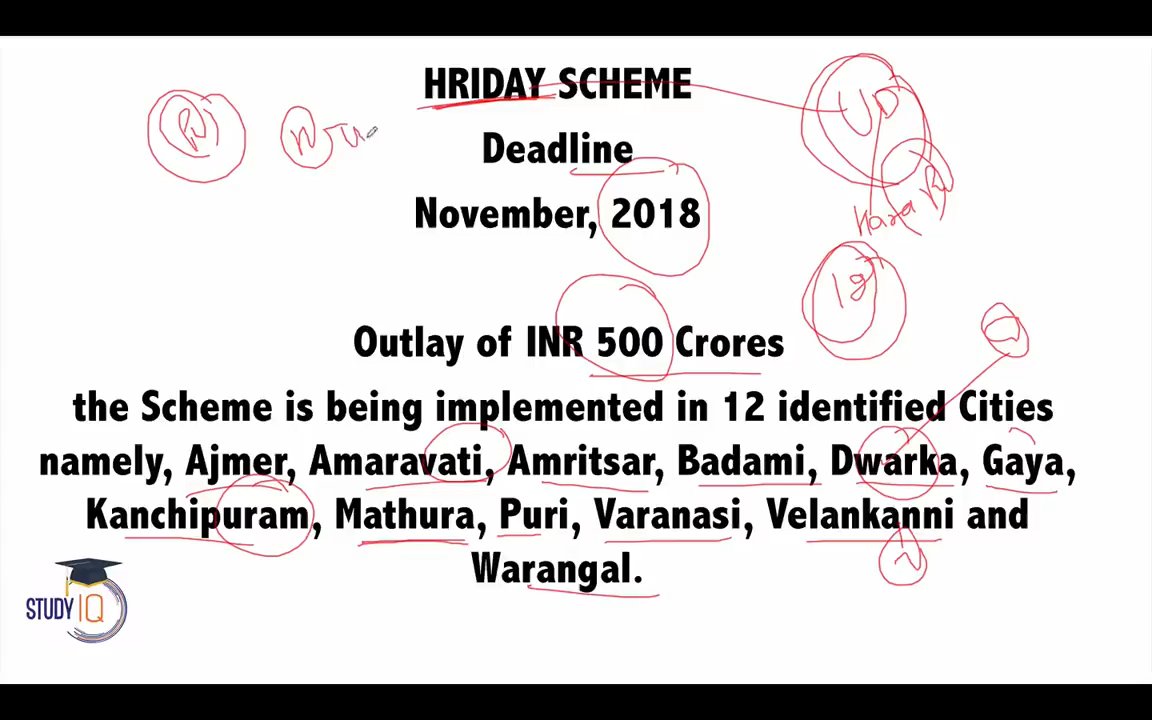 HRIDAY SCHEME
Deadline
November, 2018
Outlay of INR 500 Crores
the Scheme is being implemented in 12 identified Cities
namely, Ajmer, Amaravati, Amritsar, Badami, Dwarka, Gaya,
Kanchipuram, Mathura, Puri, Varanasi, Velankanni and
Warangal.
STUDY IQ
UD